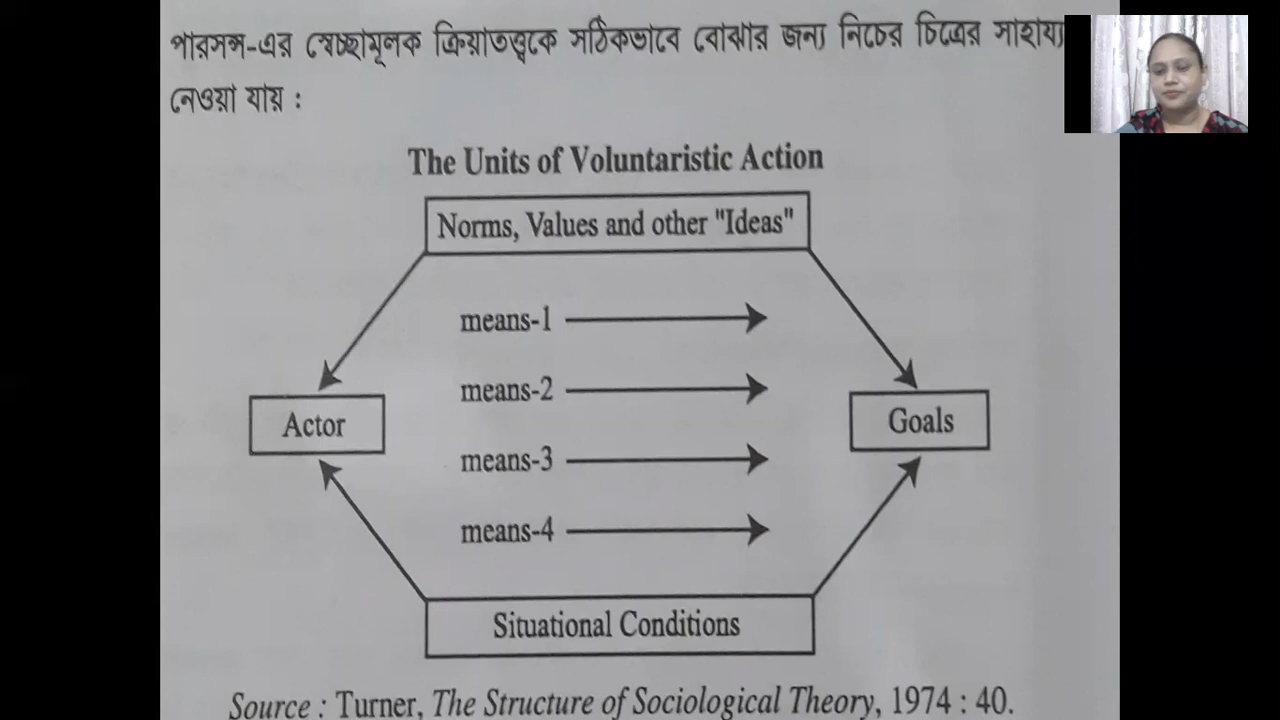 পারসন্স-এর স্বেচ্ছামূলক ক্রিয়াতত্ত্বকে সঠিকভাবে বোঝার জন্য নিচের চিত্রের সাহায্য
নেওয়া যায় :
The Units of Voluntaristic Action
Norms, Values and other "Ideas"
means-1
means-2
Actor
Goals
means-3
means-4
Situational Conditions
Source : Turner, The Structure of Sociological Theory, 1974 : 40.